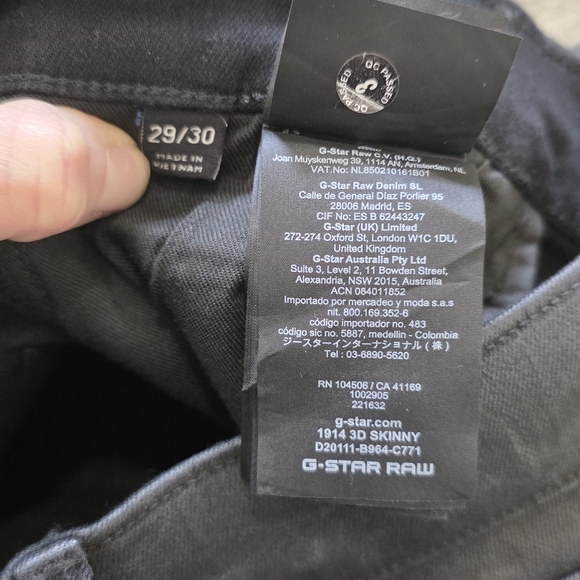 QC PASSED
QC PASSED
3
29/30
MADE IN
VIETNAM
G-Star Raw C.V. (H.Q.)
Joan Muyskenweg 39, 1114 AN, Amsterdam, NL
VAT.No: NL850210161B01
G-Star Raw Denim SL
Calle de General Díaz Porlier 95
28006 Madrid, ES
CIF No: ES B 62443247
G-Star (UK) Limited
272-274 Oxford St, London W1C 1DU,
United Kingdom
G-Star Australia Pty Ltd
Suite 3, Level 2, 11 Bowden Street,
Alexandria, NSW 2015, Australia
ACN 084011852
Importado por mercadeo y moda s.a.s
nit. 800.169.352-6
código importador no. 463
código sic no. 5887, medellin - Colombia
ジースターインターナショナル (株)
TEL : 03-6890-5620
RN 104506 / CA 41169
1002905
221632
g-star.com
1914 3D SKINNY
D20111-B964-C771
G-STAR RAW